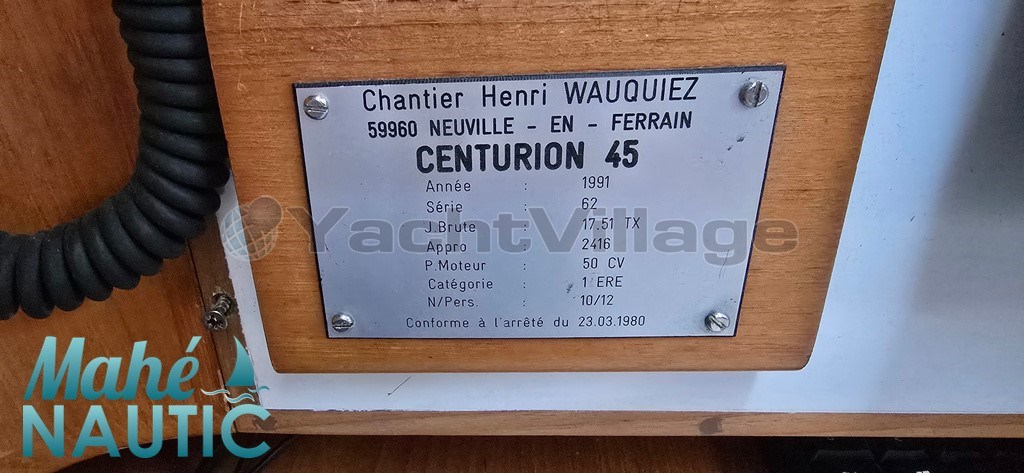 Chantier Henri WAUQUIEZ
59960 NEUVILLE - EN - FERRAIN
CENTURION 45
Année : 1991
Série : 62
J.Brute : 17.51 TX
YachtVillage
Appro : 2416
P.Moteur : 50 CV
Catégorie : 1 ERE
N/Pers. : 10/12
Conforme à l'arrêté du 23.03.1980
Mahé
NAUTIC